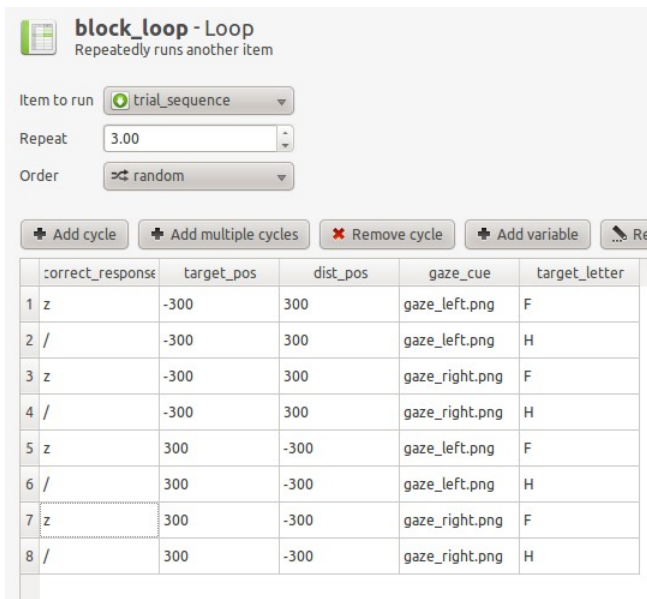 block_loop - Loop
Repeatedly runs another item
Item to run trial_sequence
Repeat 3.00
Order random
Add cycle Add multiple cycles Remove cycle Add variable Re
correct_response target_pos dist_pos gaze_cue target_letter
1 z -300 300 gaze_left.png F
2 / -300 300 gaze_left.png H
3 z -300 300 gaze_right.png F
4 / -300 300 gaze_right.png H
5 z 300 -300 gaze_left.png F
6 / 300 -300 gaze_left.png H
7 z 300 -300 gaze_right.png F
8 / 300 -300 gaze_right.png H